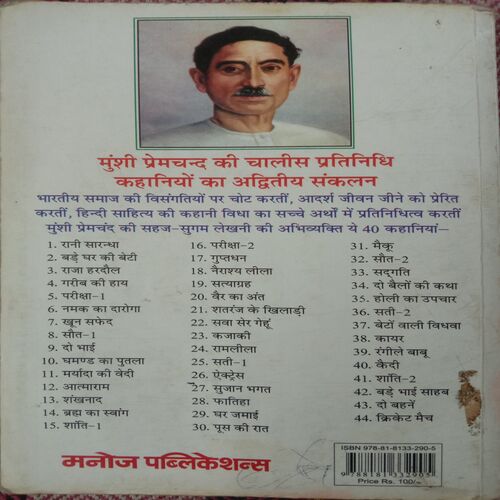 मुंशी प्रेमचन्द की चालीस प्रतिनिधि
कहानियों का अद्वितीय संकलन
भारतीय समाज की विसंगतियों पर चोट करतीं, आदर्श जीवन जीने को प्रेरित
करतीं, हिन्दी साहित्य की कहानी विधा का सच्चे अर्थों में प्रतिनिधित्व करतीं
मुंशी प्रेमचंद की सहज-सुगम लेखनी की अभिव्यक्ति ये 40 कहानियां–
1. रानी सारन्धा
2. बड़े घर की बेटी
3. राजा हरदौल
4. गरीब की हाय
5. परीक्षा-1
6. नमक का दारोगा
7. खून सफेद
8. सौत-1
9. दो भाई
10. घमण्ड का पुतला
11. मर्यादा की वेदी
12. आत्माराम
13. शंखनाद
14. ब्रह्म का स्वांग
15. शांति-1
16. परीक्षा-2
17. गुप्तधन
18. नैराश्य लीला
19. सत्याग्रह
20. वैर का अंत
21. शतरंज के खिलाड़ी
22. सवा सेर गेहूं
23. कजाकी
24. रामलीला
25. सती-1
26. ऐक्ट्रेस
27. सुजान भगत
28. फातिहा
29. घर जमाई
30. पूस की रात
31. मैकू
32. सौत-2
33. सद्गति
34. दो बैलों की कथा
35. होली का उपचार
36. सती-2
37. बेटों वाली विधवा
38. कायर
39. रंगीले बाबू
40. कैदी
41. शांति-2
42. बड़े भाई साहब
43. दो बहनें
44. क्रिकेट मैच
मनोज पब्लिकेशन्स
ISBN 978-81-8133-290-5
9 788181 332905
Price Rs. 100/-